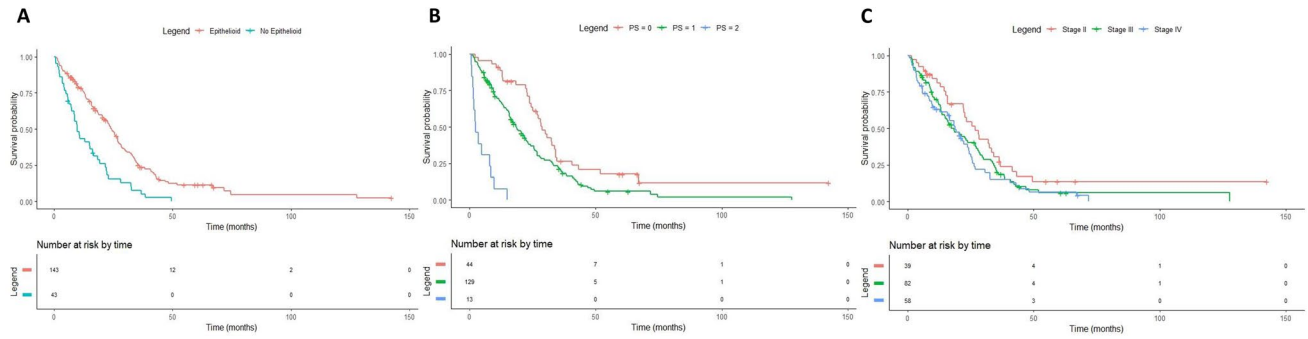 A
Legend Epithelioid No Epithelioid
Survival probability
1.00
0.75
0.50
0.25
0.00
0 50 100 150
Time (months)
Number at risk by time
Legend
143 12 2 0
43 0 0 0
0 50 100 150
Time (months)
B
Legend PS = 0 PS = 1 PS = 2
Survival probability
1.00
0.75
0.50
0.25
0.00
0 50 100 150
Time (months)
Number at risk by time
Legend
44 7 1 0
129 5 1 0
13 0 0 0
0 50 100 150
Time (months)
C
Legend Stage II Stage III Stage IV
Survival probability
1.00
0.75
0.50
0.25
0.00
0 50 100 150
Time (months)
Number at risk by time
Legend
39 4 1 0
82 4 1 0
58 3 0 0
0 50 100 150
Time (months)